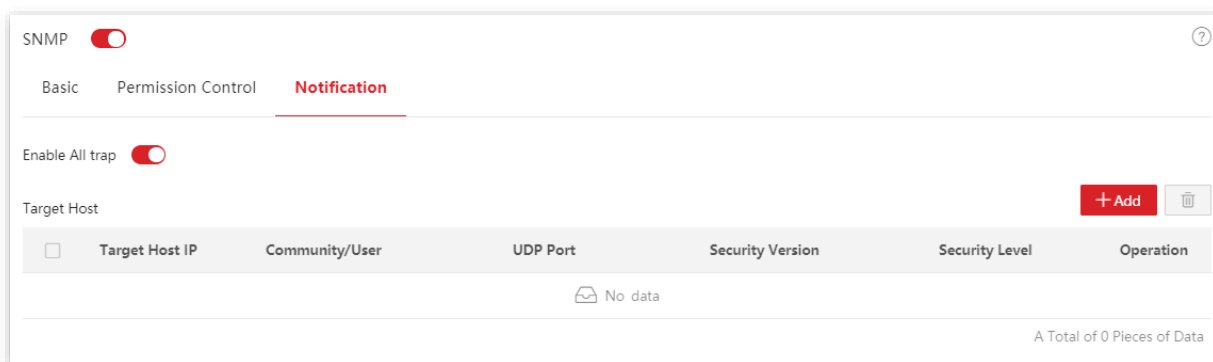 SNMP
Basic Permission Control Notification
Enable All trap
+ Add
Target Host
Target Host IP Community/User UDP Port Security Version Security Level Operation
No data
A Total of 0 Pieces of Data